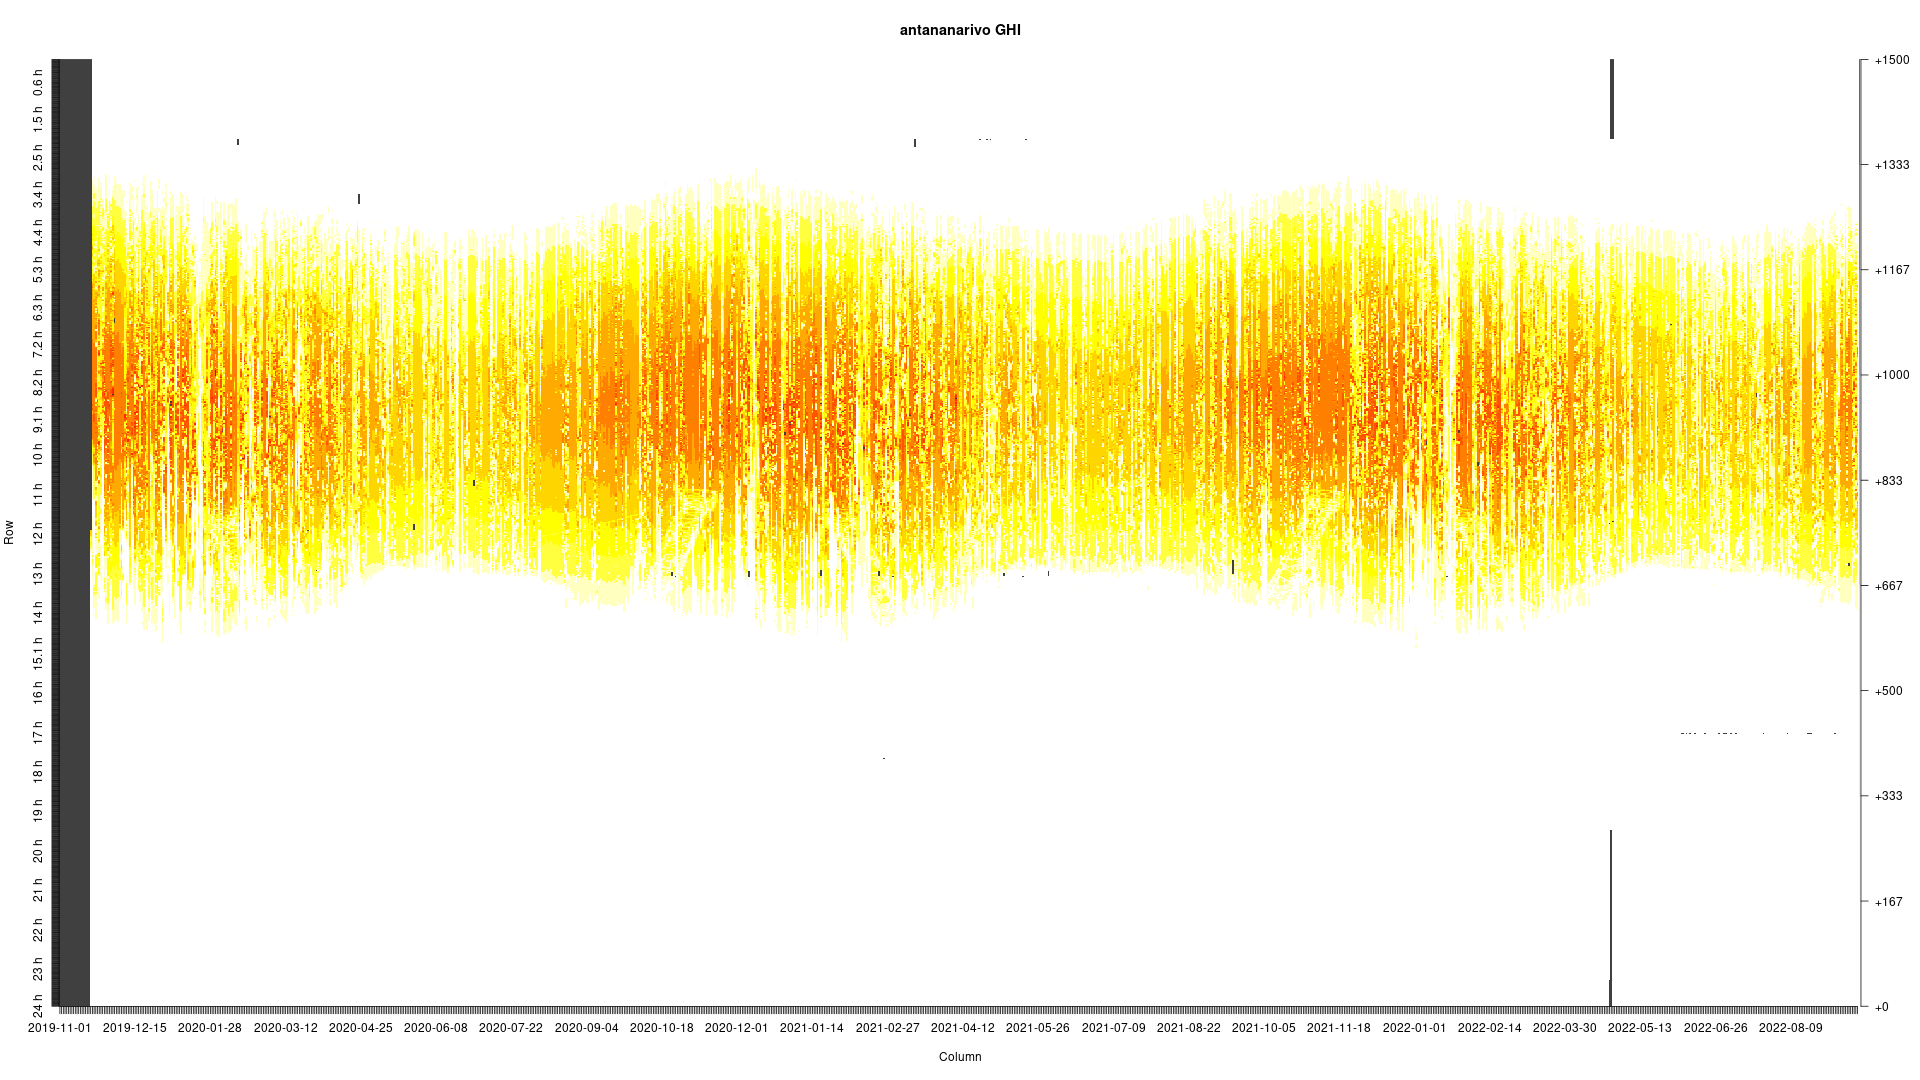 antananarivo GHI
Row
0.6 h
1.5 h
2.5 h
3.4 h
4.4 h
5.3 h
6.3 h
7.2 h
8.2 h
9.1 h
10 h
11 h
12 h
13 h
14 h
15.1 h
16 h
17 h
18 h
19 h
20 h
21 h
22 h
23 h
24 h
+1500
+1333
+1167
+1000
+833
+667
+500
+333
+167
+0
2019-11-01 2019-12-15 2020-01-28 2020-03-12 2020-04-25 2020-06-08 2020-07-22 2020-09-04 2020-10-18 2020-12-01 2021-01-14 2021-02-27 2021-04-12 2021-05-26 2021-07-09 2021-08-22 2021-10-05 2021-11-18 2022-01-01 2022-02-14 2022-03-30 2022-05-13 2022-06-26 2022-08-09
Column